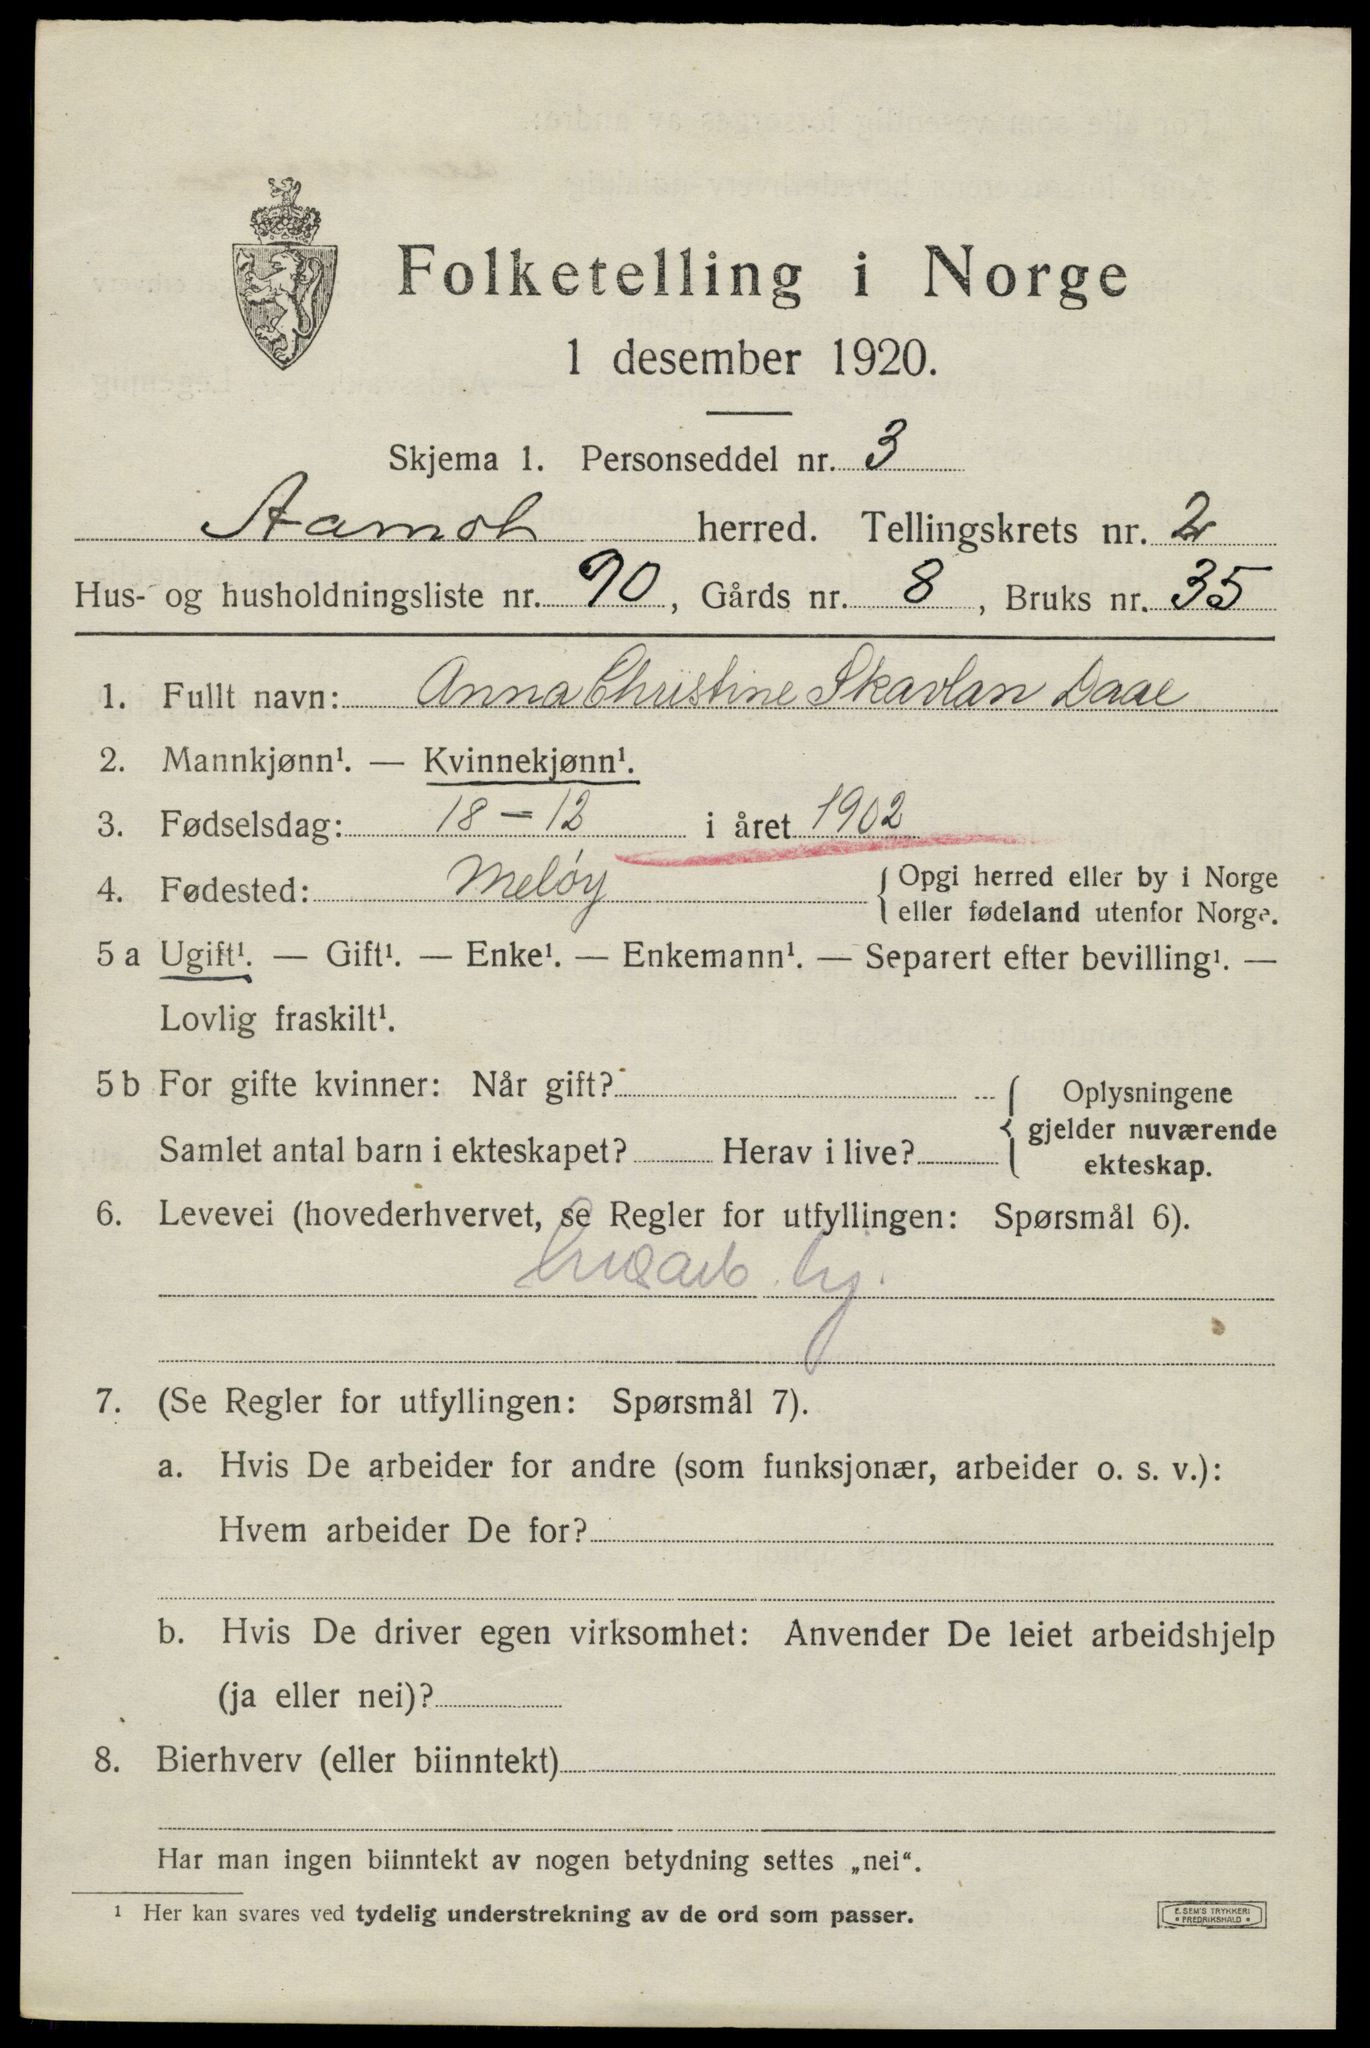 Folketelling i Norge
1 desember 1920.
Skjema 1. Personseddel nr. 3
Aamot herred. Tellingskrets nr. 2
Hus- og husholdningsliste nr. 90, Gårds nr. 8, Bruks nr. 35
1. Fullt navn: Anna Christine Skavlan Daae
2. Mannkjønn¹. — Kvinnekjønn¹.
3. Fødselsdag: 18 – 12 i året 1902
4. Fødested: Meløy { Opgi herred eller by i Norge
eller fødeland utenfor Norge.
5 a Ugift¹. — Gift¹. — Enke¹. — Enkemann¹. — Separert efter bevilling¹. —
Lovlig fraskilt¹.
5 b For gifte kvinner: Når gift? { Oplysningene
gjelder nuværende
Samlet antal barn i ekteskapet? Herav i live?
ekteskap.
6. Levevei (hovederhvervet, se Regler for utfyllingen: Spørsmål 6).
Husarb. hj.
7. (Se Regler for utfyllingen: Spørsmål 7).
a. Hvis De arbeider for andre (som funksjonær, arbeider o. s. v.):
Hvem arbeider De for?
b. Hvis De driver egen virksomhet: Anvender De leiet arbeidshjelp
(ja eller nei)?
8. Bierhverv (eller biinntekt)
Har man ingen biinntekt av nogen betydning settes „nei“.
¹ Her kan svares ved tydelig understrekning av de ord som passer.
E. SEM'S TRYKKERI
• FREDRIKSHALD •